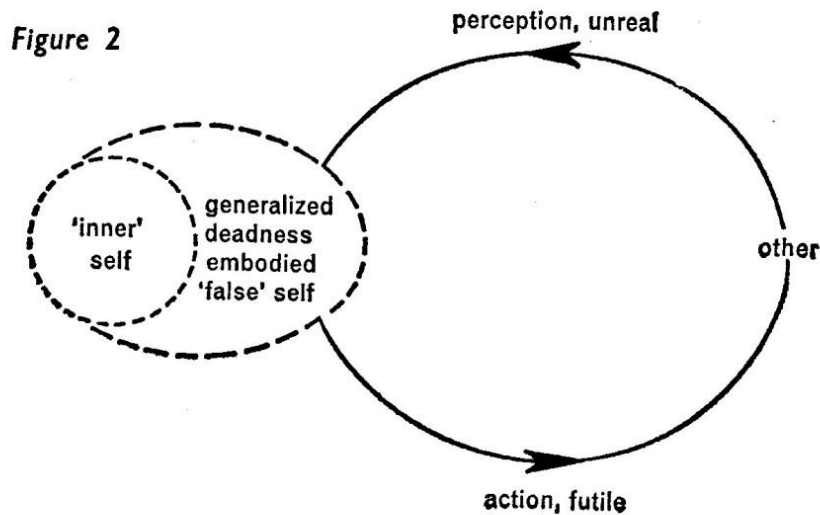 Figure 2
perception, unreal
'inner'
self
generalized
deadness
embodied
'false' self
other
action, futile